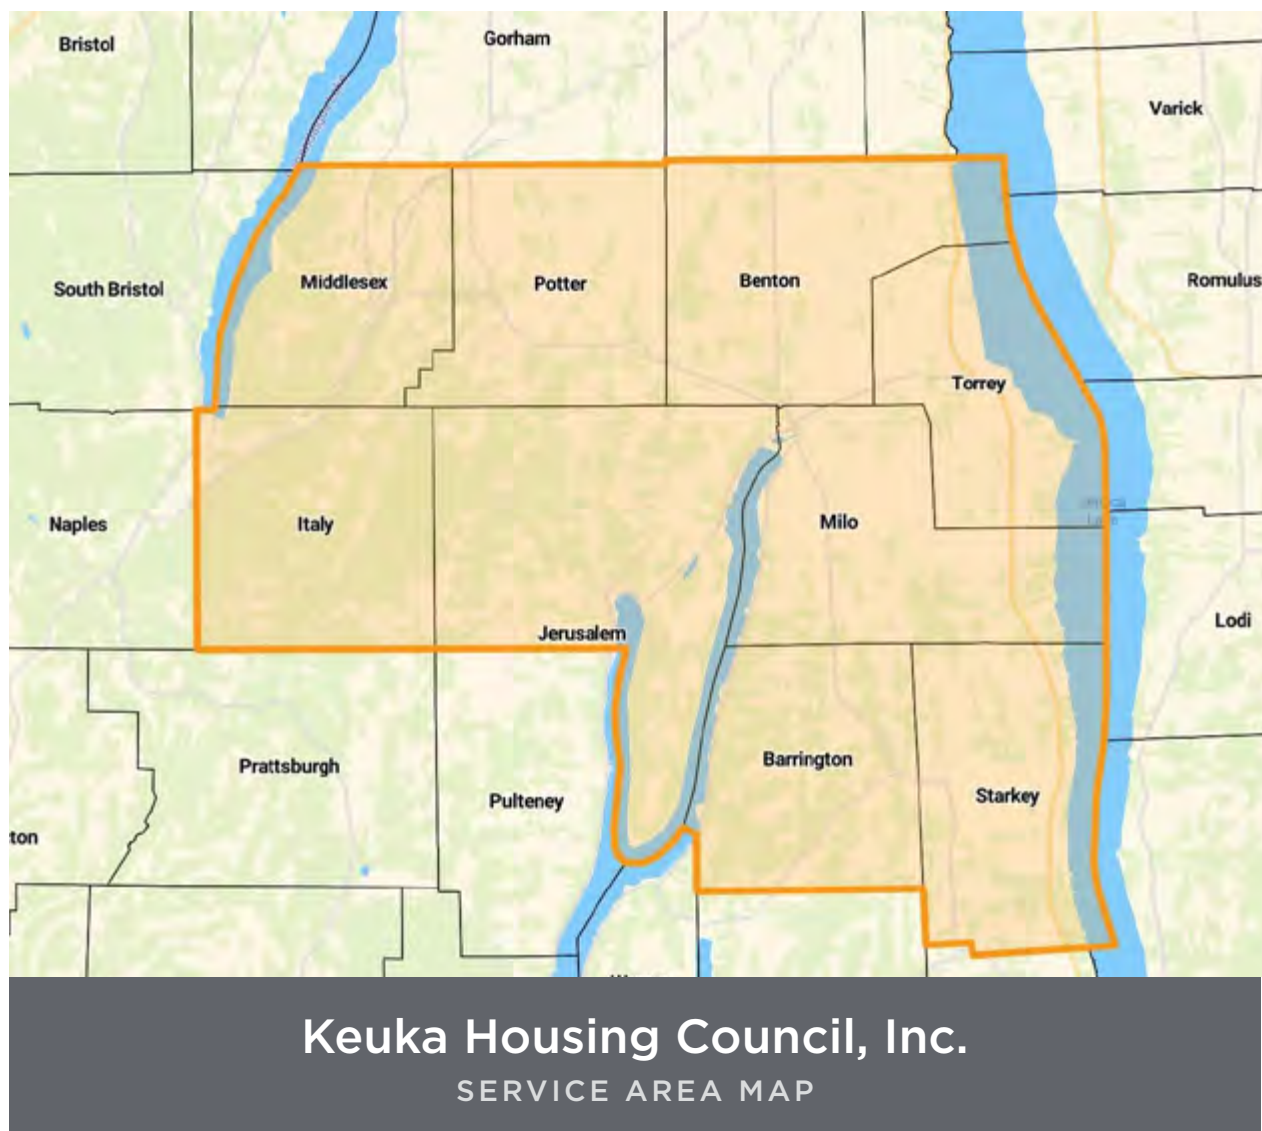 Bristol
Gorham
Varick
South Bristol
Middlesex
Potter
Benton
Romulus
Torrey
Naples
Italy
Milo
Lodi
Jerusalem
Prattsburgh
Pulteney
Barrington
Starkey
ton
Keuka Housing Council, Inc.
SERVICE AREA MAP